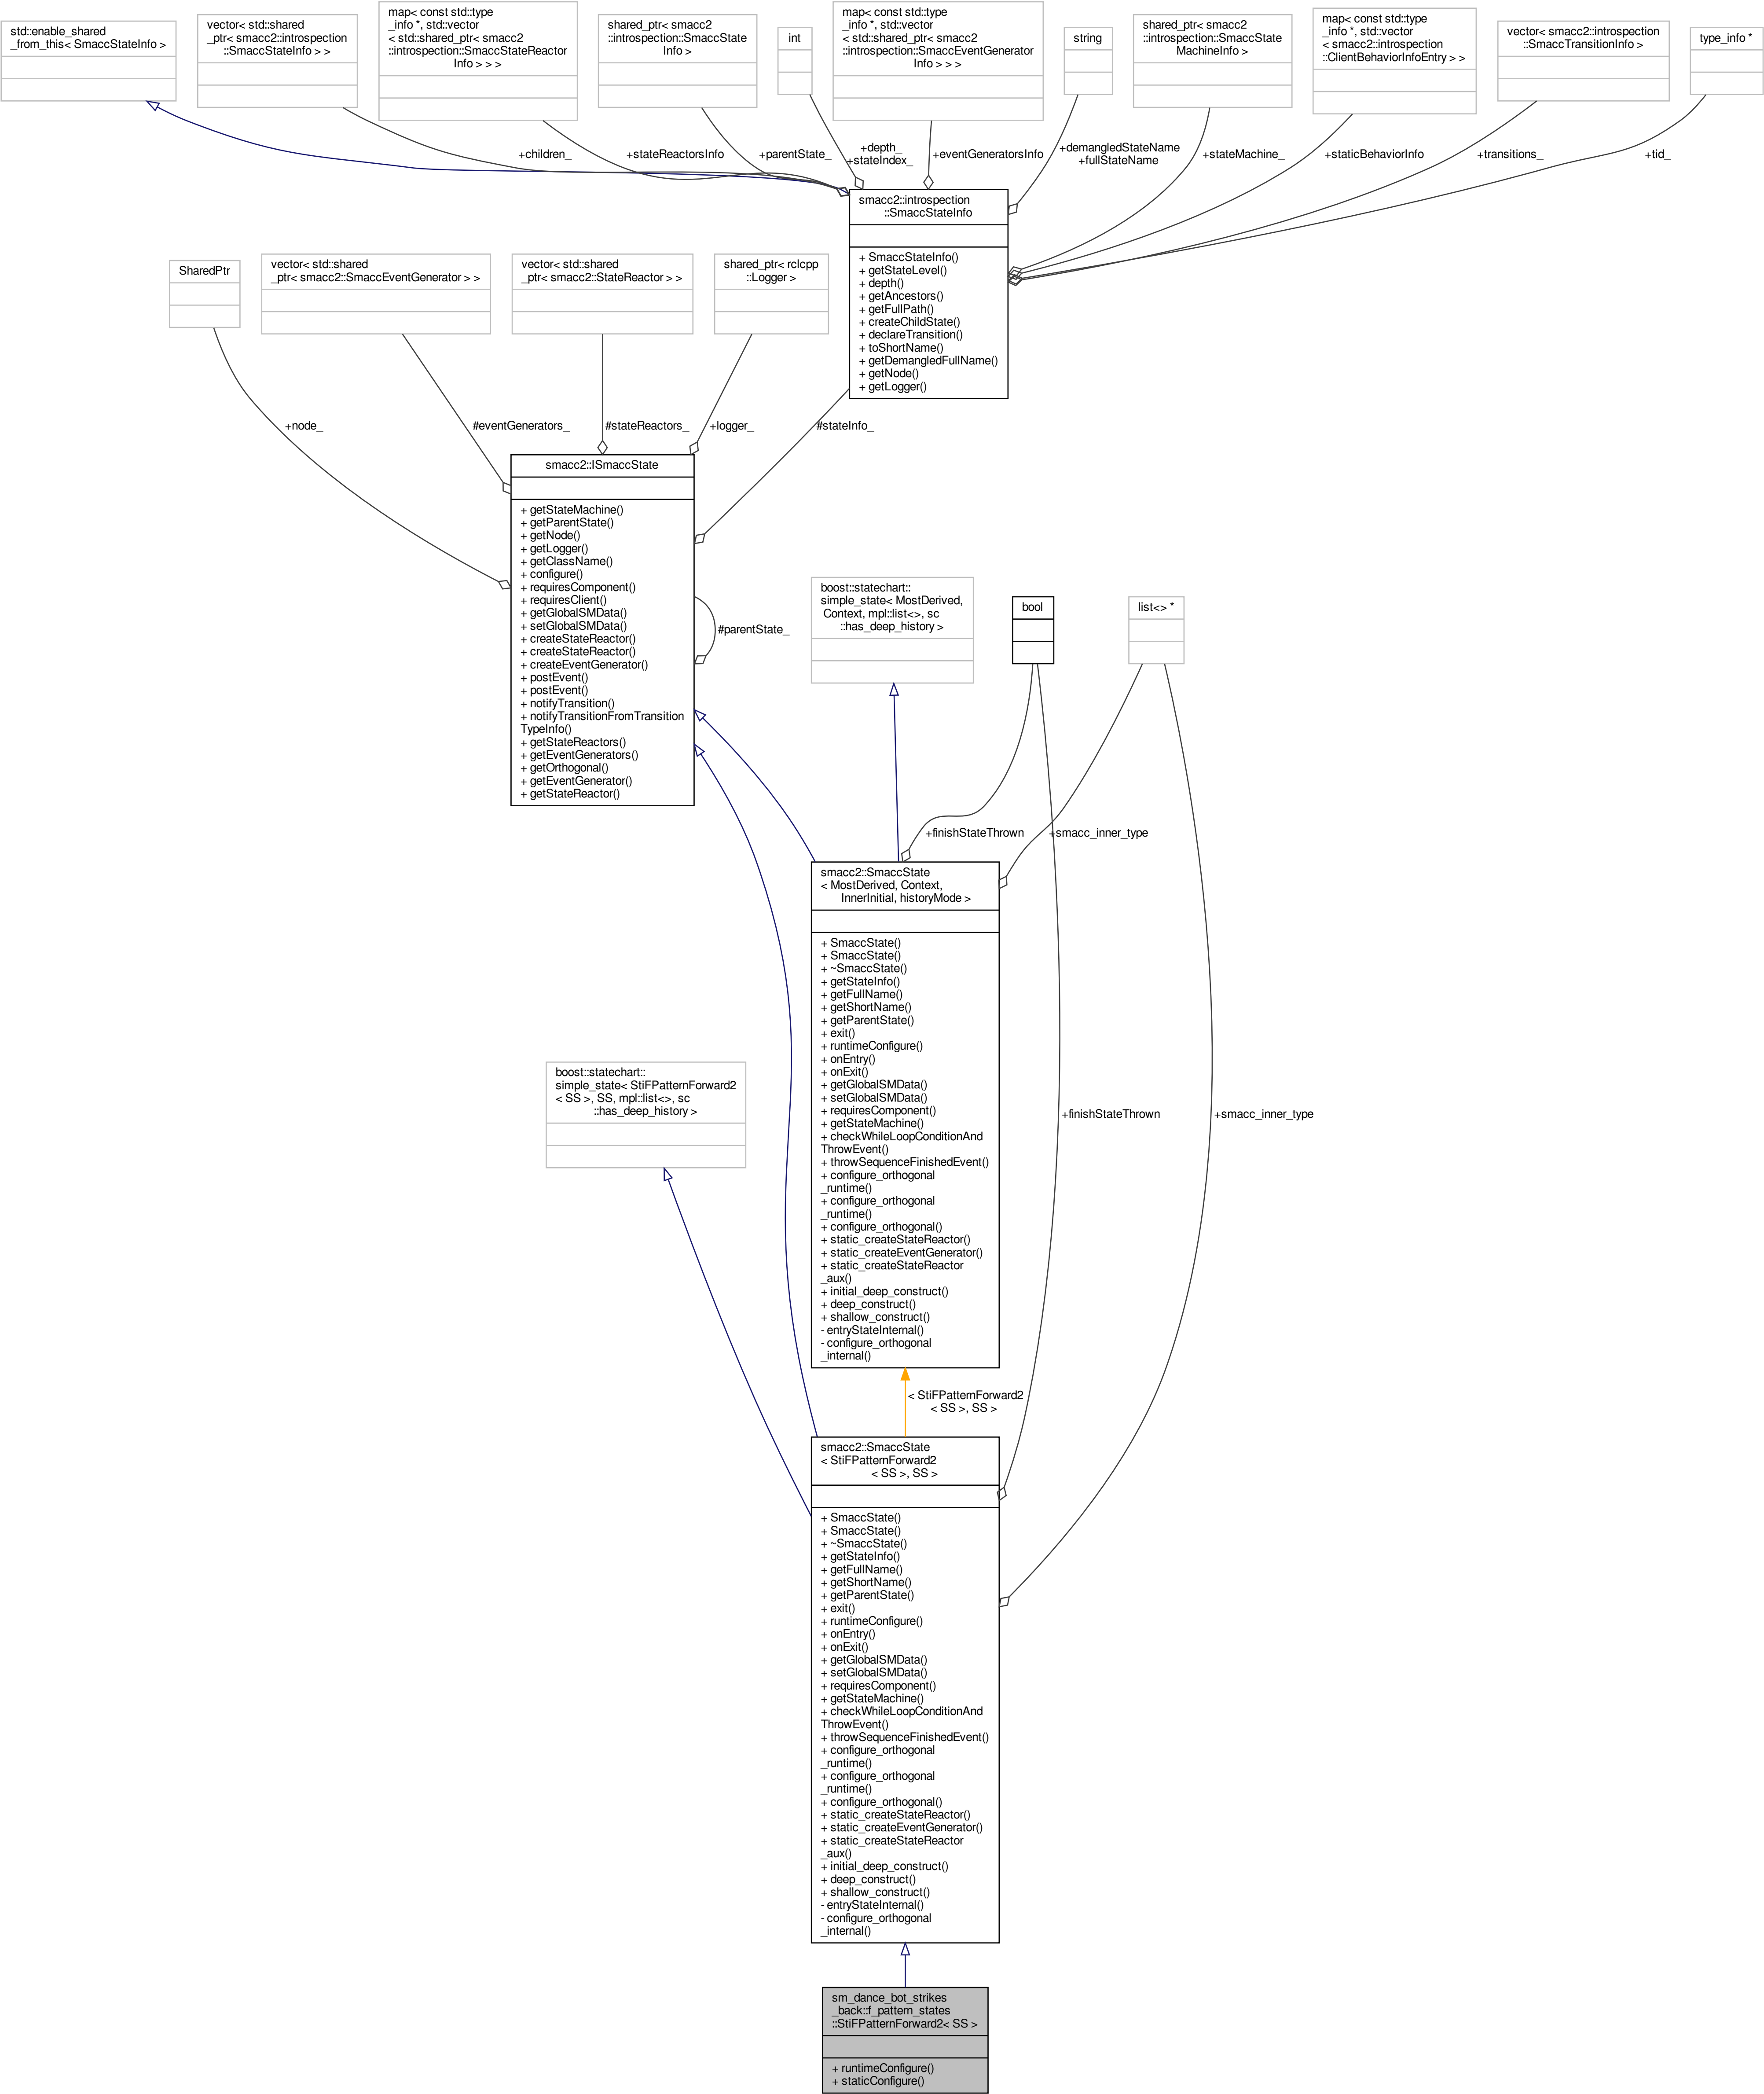 std::enable_shared
_from_this< SmaccStateInfo >
vector< std::shared
_ptr< smacc2::introspection
::SmaccStateInfo > >
map< const std::type
_info *, std::vector
< std::shared_ptr< smacc2
::introspection::SmaccStateReactor
Info > > >
shared_ptr< smacc2
::introspection::SmaccState
Info >
int
map< const std::type
_info *, std::vector
< std::shared_ptr< smacc2
::introspection::SmaccEventGenerator
Info > > >
string
shared_ptr< smacc2
::introspection::SmaccState
MachineInfo >
map< const std::type
_info *, std::vector
< smacc2::introspection
::ClientBehaviorInfoEntry > >
vector< smacc2::introspection
::SmaccTransitionInfo >
type_info *
+children_
+stateReactorsInfo
+parentState_
+depth_
+stateIndex_
+eventGeneratorsInfo
+demangledStateName
+fullStateName
+stateMachine_
+staticBehaviorInfo
+transitions_
+tid_
smacc2::introspection
::SmaccStateInfo
+ SmaccStateInfo()
+ getStateLevel()
+ depth()
+ getAncestors()
+ getFullPath()
+ createChildState()
+ declareTransition()
+ toShortName()
+ getDemangledFullName()
+ getNode()
+ getLogger()
SharedPtr
vector< std::shared
_ptr< smacc2::SmaccEventGenerator > >
vector< std::shared
_ptr< smacc2::StateReactor > >
shared_ptr< rclcpp
::Logger >
+node_
#eventGenerators_
#stateReactors_
+logger_
#stateInfo_
smacc2::ISmaccState
+ getStateMachine()
+ getParentState()
+ getNode()
+ getLogger()
+ getClassName()
+ configure()
+ requiresComponent()
+ requiresClient()
+ getGlobalSMData()
+ setGlobalSMData()
+ createStateReactor()
+ createStateReactor()
+ createEventGenerator()
+ postEvent()
+ postEvent()
+ notifyTransition()
+ notifyTransitionFromTransition
TypeInfo()
+ getStateReactors()
+ getEventGenerators()
+ getOrthogonal()
+ getEventGenerator()
+ getStateReactor()
#parentState_
boost::statechart::
simple_state< MostDerived,
Context, mpl::list<>, sc
::has_deep_history >
bool
list<> *
+finishStateThrown
+smacc_inner_type
smacc2::SmaccState
< MostDerived, Context,
InnerInitial, historyMode >
+ SmaccState()
+ SmaccState()
+ ~SmaccState()
+ getStateInfo()
+ getFullName()
+ getShortName()
+ getParentState()
+ exit()
+ runtimeConfigure()
+ onEntry()
+ onExit()
+ getGlobalSMData()
+ setGlobalSMData()
+ requiresComponent()
+ getStateMachine()
+ checkWhileLoopConditionAnd
ThrowEvent()
+ throwSequenceFinishedEvent()
+ configure_orthogonal
_runtime()
+ configure_orthogonal
_runtime()
+ configure_orthogonal()
+ static_createStateReactor()
+ static_createEventGenerator()
+ static_createStateReactor
_aux()
+ initial_deep_construct()
+ deep_construct()
+ shallow_construct()
- entryStateInternal()
- configure_orthogonal
_internal()
boost::statechart::
simple_state< StiFPatternForward2
< SS >, SS, mpl::list<>, sc
::has_deep_history >
+finishStateThrown
+smacc_inner_type
< StiFPatternForward2
< SS >, SS >
smacc2::SmaccState
< StiFPatternForward2
< SS >, SS >
+ SmaccState()
+ SmaccState()
+ ~SmaccState()
+ getStateInfo()
+ getFullName()
+ getShortName()
+ getParentState()
+ exit()
+ runtimeConfigure()
+ onEntry()
+ onExit()
+ getGlobalSMData()
+ setGlobalSMData()
+ requiresComponent()
+ getStateMachine()
+ checkWhileLoopConditionAnd
ThrowEvent()
+ throwSequenceFinishedEvent()
+ configure_orthogonal
_runtime()
+ configure_orthogonal
_runtime()
+ configure_orthogonal()
+ static_createStateReactor()
+ static_createEventGenerator()
+ static_createStateReactor
_aux()
+ initial_deep_construct()
+ deep_construct()
+ shallow_construct()
- entryStateInternal()
- configure_orthogonal
_internal()
sm_dance_bot_strikes
_back::f_pattern_states
::StiFPatternForward2< SS >
+ runtimeConfigure()
+ staticConfigure()